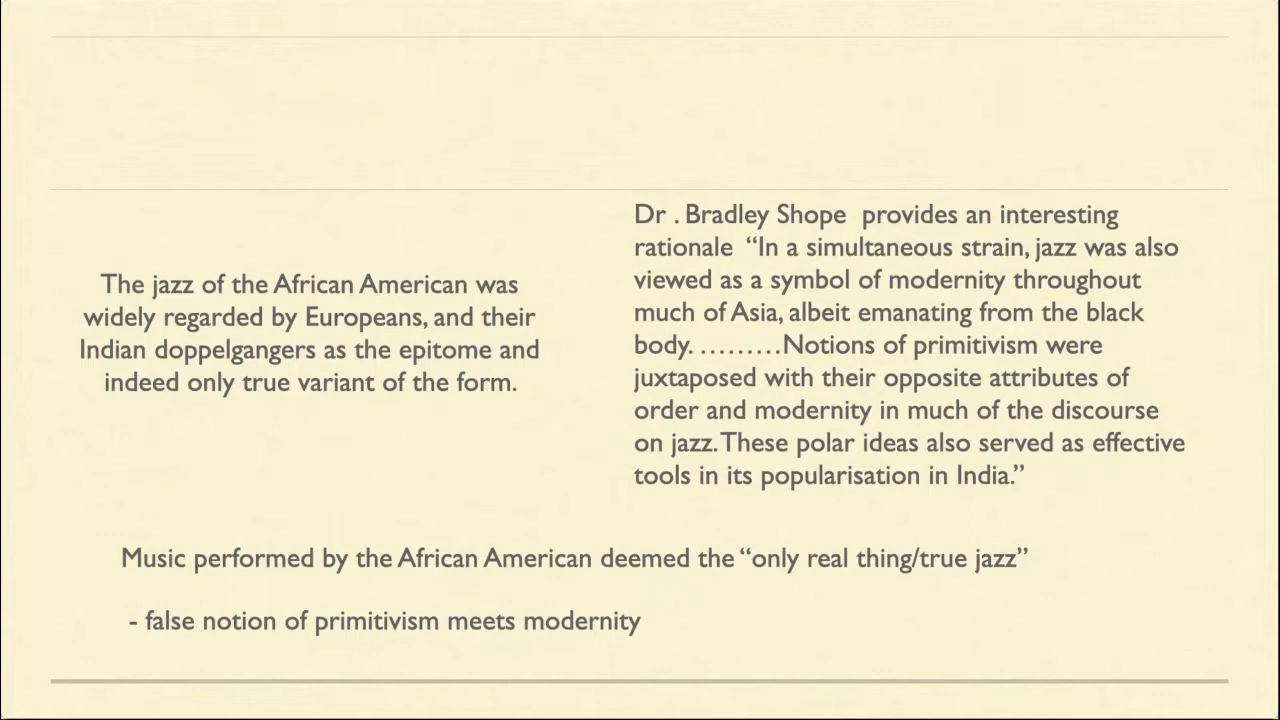 The jazz of the African American was
widely regarded by Europeans, and their
Indian doppelgangers as the epitome and
indeed only true variant of the form.
Dr . Bradley Shope  provides an interesting
rationale  “In a simultaneous strain, jazz was also
viewed as a symbol of modernity throughout
much of Asia, albeit emanating from the black
body. ………Notions of primitivism were
juxtaposed with their opposite attributes of
order and modernity in much of the discourse
on jazz. These polar ideas also served as effective
tools in its popularisation in India.”
Music performed by the African American deemed the “only real thing/true jazz”
- false notion of primitivism meets modernity